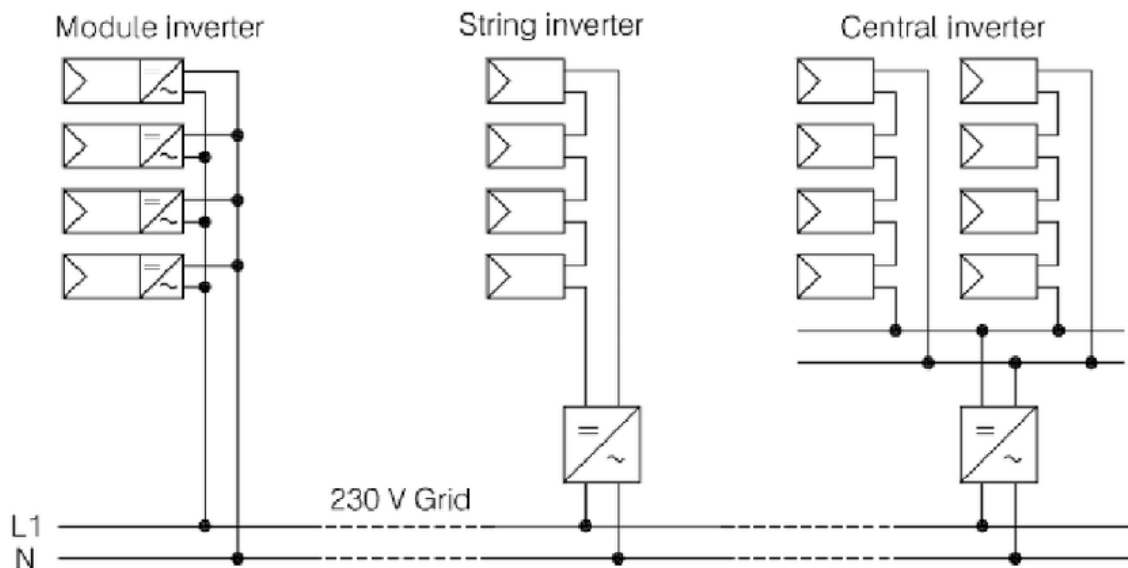 Module inverter
String inverter
Central inverter
230 V Grid
L1
N